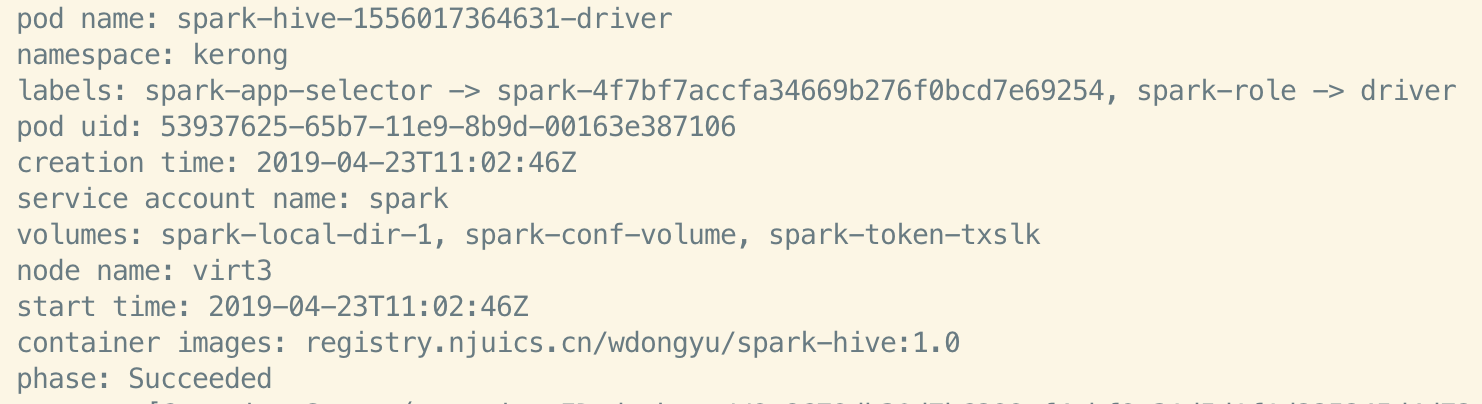 pod name: spark-hive-1556017364631-driver
namespace: kerong
labels: spark-app-selector -> spark-4f7bf7accfa34669b276f0bcd7e69254, spark-role -> driver
pod uid: 53937625-65b7-11e9-8b9d-00163e387106
creation time: 2019-04-23T11:02:46Z
service account name: spark
volumes: spark-local-dir-1, spark-conf-volume, spark-token-txslk
node name: virt3
start time: 2019-04-23T11:02:46Z
container images: registry.njuics.cn/wdongyu/spark-hive:1.0
phase: Succeeded